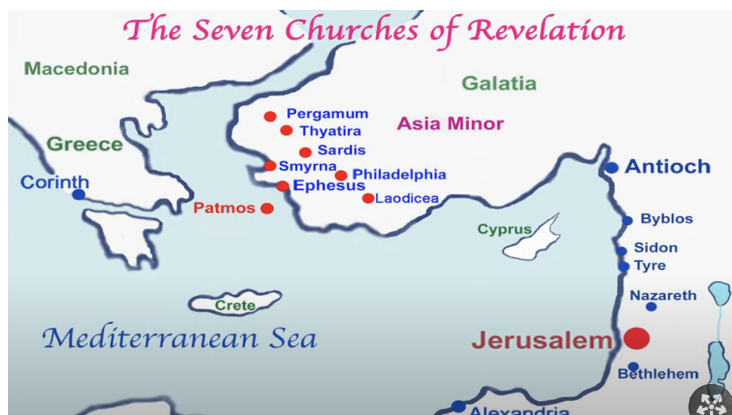 The Seven Churches of Revelation
Macedonia
Galatia
Pergamum
Asia Minor
Thyatira
Greece
Sardis
Smyrna
Philadelphia
Antioch
Corinth
Ephesus
Laodicea
Patmos
Byblos
Cyprus
Sidon
Tyre
Nazareth
Crete
Mediterranean Sea
Jerusalem
Bethlehem
Alexandria